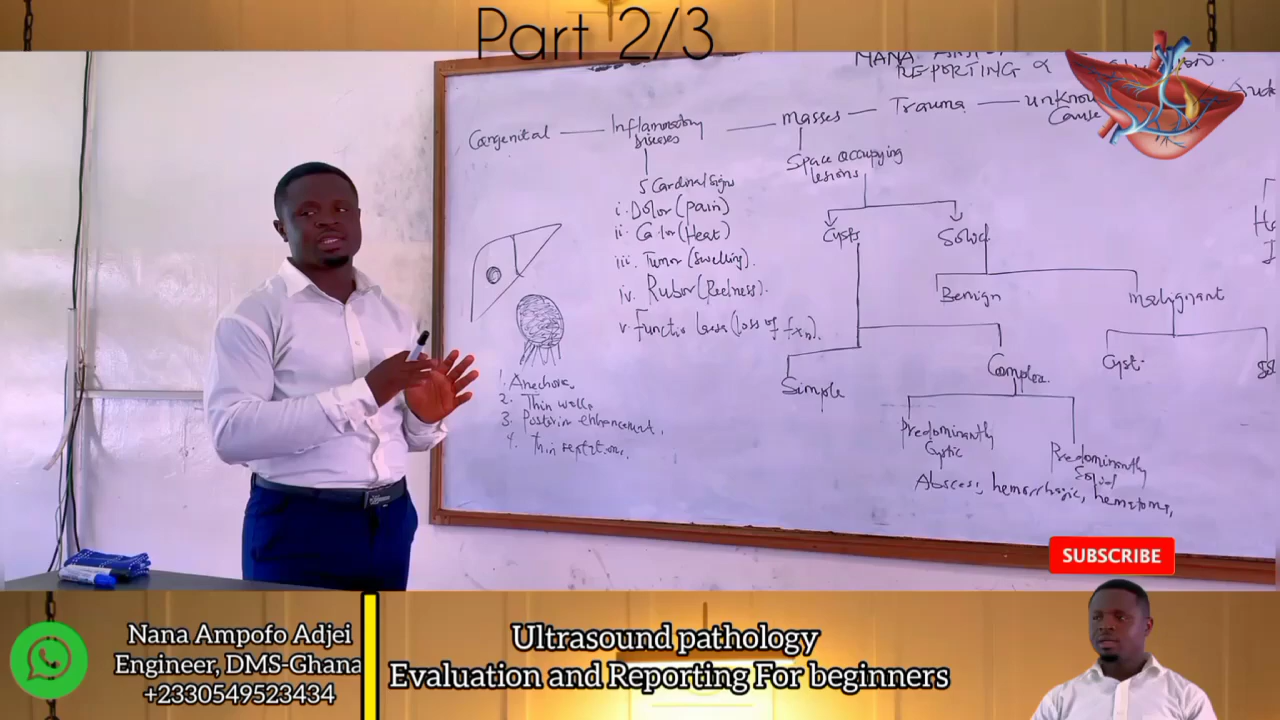 Part 2/3
REPORTING &
Congenital — Inflammatory diseases — masses — Trauma — unknow Cause
5 Cardinal signs
i. Dolor (pain)
ii. Calor (Heat)
iii. Tumor (Swelling).
iv. Rubor (Redness).
v. Functio laesa (loss of fxn).
Space occupying
lesions
Cysts
Solid
Benign
malignant
Simple
Complex
Cyst
Predominantly
Cystic
Predominantly
Solid
Abscess, hemorrhagic, hematoma,
1. Anechoic
2. Thin walls
3. Posterior enhancement.
4. Thin septations.
SUBSCRIBE
Nana Ampofo Adjei
Engineer, DMS-Ghana
+2330549523434
Ultrasound pathology
Evaluation and Reporting For beginners